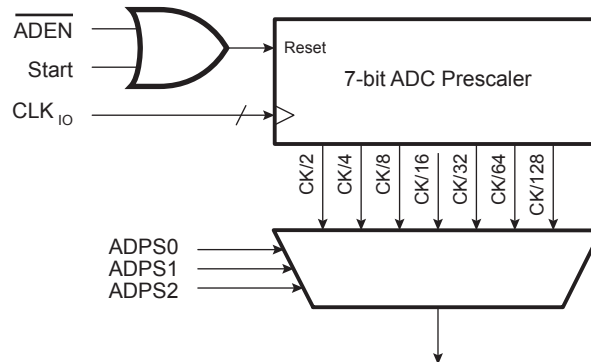 ADEN
Start
CLK IO
Reset
7-bit ADC Prescaler
CK/2
CK/4
CK/8
CK/16
CK/32
CK/64
CK/128
ADPS0
ADPS1
ADPS2